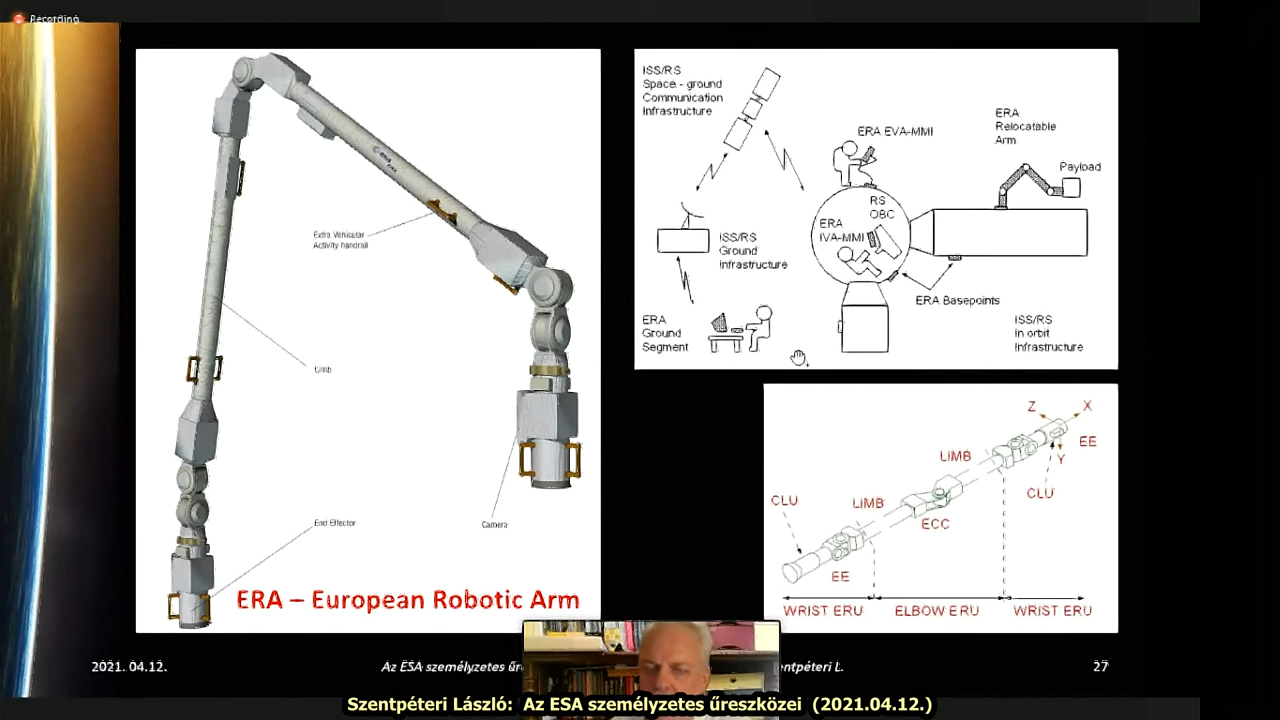 Recording
Extra Vehicular
Activity handrail
Limb
End Effector
Camera
ERA – European Robotic Arm
ISS/RS
Space - ground
Communication
Infrastructure
ERA EVA-MMI
ERA
Relocatable
Arm
Payload
RS
OBC
ERA
IVA-MMI
ISS/RS
Ground
Infrastructure
ERA Basepoints
ERA
Ground
Segment
ISS/RS
In orbit
Infrastructure
Z
X
EE
Y
LIMB
CLU
CLU
LIMB
ECC
EE
WRIST ERU
ELBOW ERU
WRIST ERU
2021. 04.12.
Az ESA személyzetes
L.
27
Szentpéteri László: Az ESA személyzetes űreszközei (2021.04.12.)